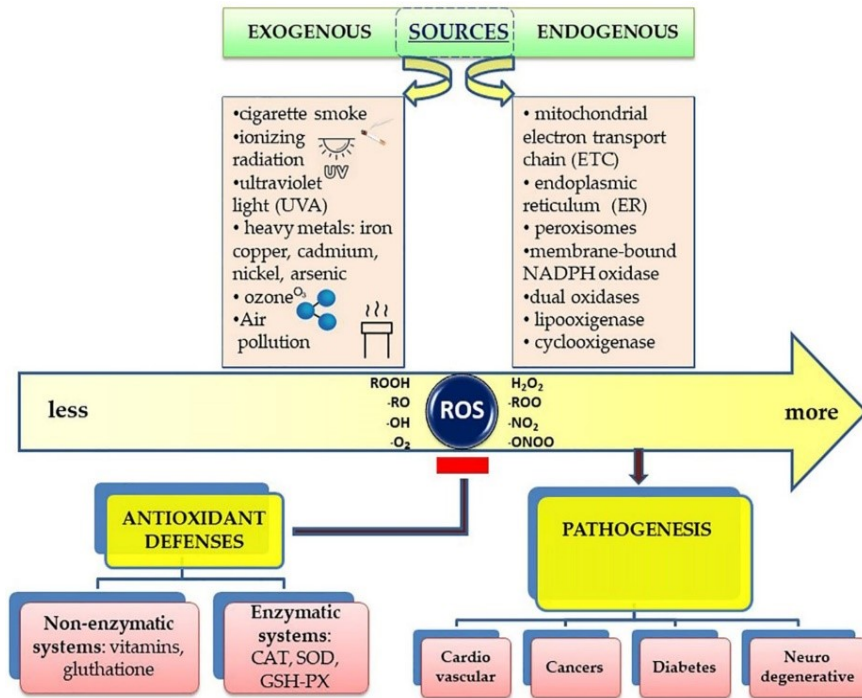 EXOGENOUS SOURCES ENDOGENOUS
•cigarette smoke
•ionizing
radiation
UV
•ultraviolet
light (UVA)
• heavy metals: iron
copper, cadmium,
nickel, arsenic
• ozone O₃
•Air
pollution
• mitochondrial
electron transport
chain (ETC)
• endoplasmic
reticulum (ER)
• peroxisomes
•membrane-bound
NADPH oxidase
•dual oxidases
• lipooxigenase
• cyclooxigenase
less
ROOH
·RO
·OH
·O₂
ROS
H₂O₂
·ROO
·NO₂
·ONOO
more
ANTIOXIDANT
DEFENSES
Non-enzymatic
systems: vitamins,
gluthatione
Enzymatic
systems:
CAT, SOD,
GSH-PX
PATHOGENESIS
Cardio
vascular
Cancers
Diabetes
Neuro
degenerative